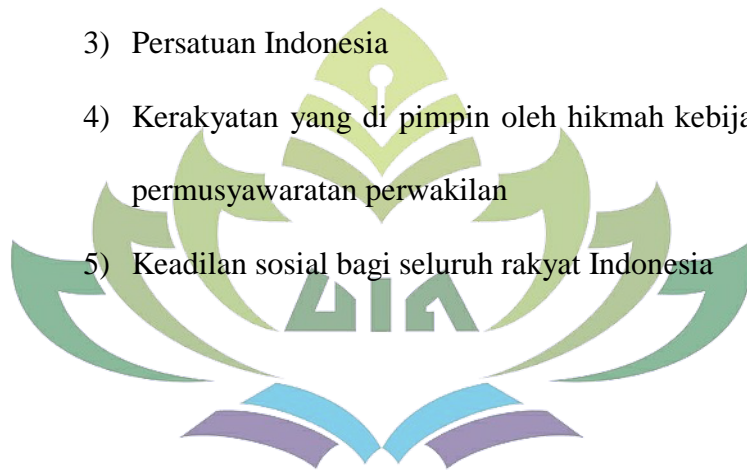 3) Persatuan Indonesia
4) Kerakyatan yang di pimpin oleh hikmah
permusyawaratan perwakilan
5) Keadilan sosial bagi seluruh rakyat Indonesia
UIN